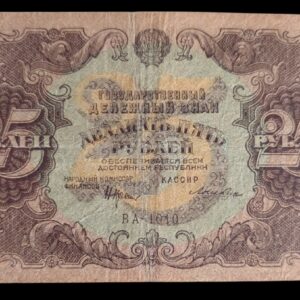 ГОСУДАРСТВЕННЫЙ
ДЕНЕЖНЫЙ ЗНАК
25
ДВАДЦАТЬ ПЯТЬ
РУБЛЕЙ
ОБЕСПЕЧИВАЕТСЯ ВСЕМ
ДОСТОЯНИЕМ РЕСПУБЛИКИ
НАРОДНЫЙ КОМИССАР
ФИНАНСОВ
КАССИР
ВА-1010